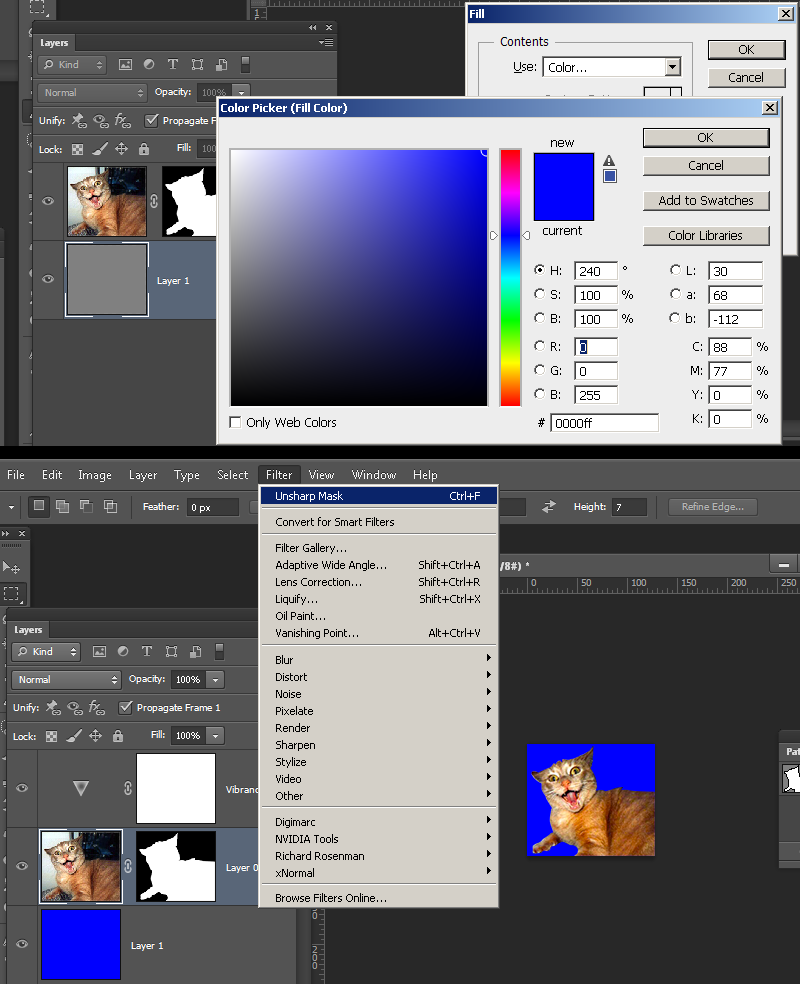 Fill
Contents
Use: Color...
OK
Cancel
Layers
Kind
Normal
Opacity: 100%
Unify:
Propagate F
Lock:
Fill: 100
Layer 1
Color Picker (Fill Color)
new
current
OK
Cancel
Add to Swatches
Color Libraries
H: 240 °
S: 100 %
B: 100 %
R: 0
G: 0
B: 255
L: 30
a: 68
b: -112
C: 88 %
M: 77 %
Y: 0 %
K: 0 %
# 0000ff
Only Web Colors
File Edit Image Layer Type Select Filter View Window Help
Feather: 0 px
Height: 7
Refine Edge...
Unsharp Mask Ctrl+F
Convert for Smart Filters
Filter Gallery...
Adaptive Wide Angle... Shift+Ctrl+A
Lens Correction... Shift+Ctrl+R
Liquify... Shift+Ctrl+X
Oil Paint...
Vanishing Point... Alt+Ctrl+V
Blur
Distort
Noise
Pixelate
Render
Sharpen
Stylize
Video
Other
Digimarc
NVIDIA Tools
Richard Rosenman
xNormal
Browse Filters Online...
/8#) *
0 50 100 150 200 250
Layers
Kind
Normal
Opacity: 100%
Unify:
Propagate Frame 1
Lock:
Fill: 100%
Vibran
Layer 0
Layer 1
Pat
0
200